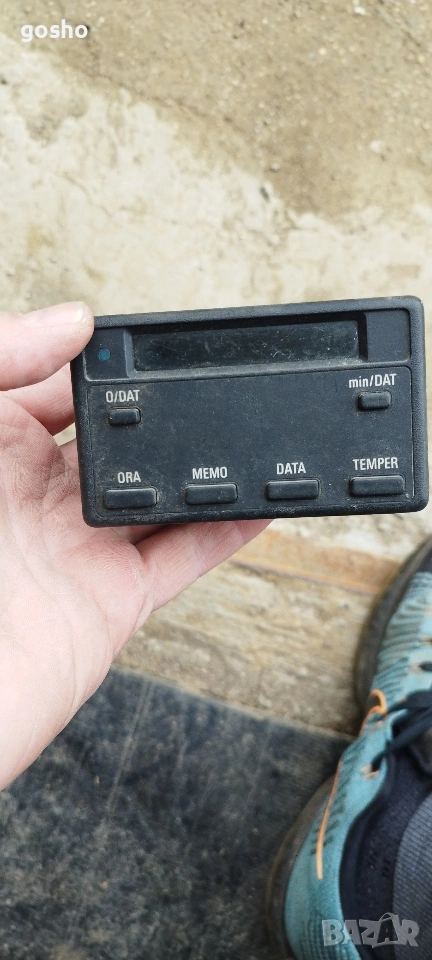 gosho
O/DAT
min/DAT
ORA MEMO DATA TEMPER
BAZAR